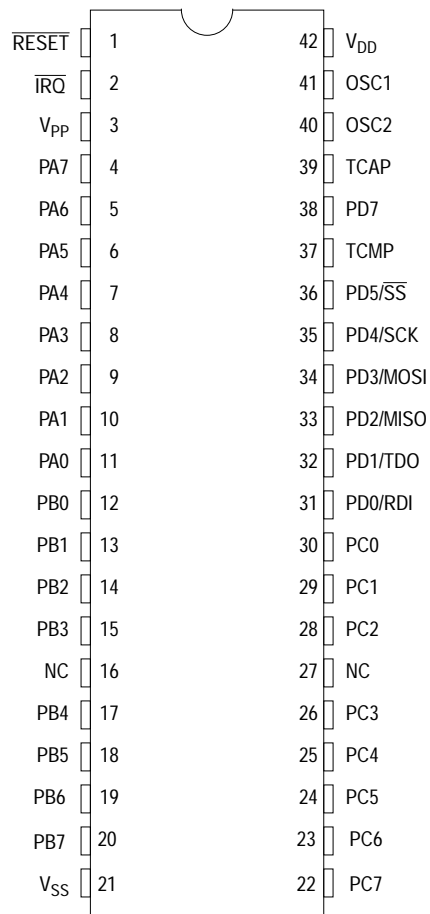 R̅E̅S̅E̅T̅ 1 42 VDD
I̅R̅Q̅ 2 41 OSC1
VPP 3 40 OSC2
PA7 4 39 TCAP
PA6 5 38 PD7
PA5 6 37 TCMP
PA4 7 36 PD5/S̅S̅
PA3 8 35 PD4/SCK
PA2 9 34 PD3/MOSI
PA1 10 33 PD2/MISO
PA0 11 32 PD1/TDO
PB0 12 31 PD0/RDI
PB1 13 30 PC0
PB2 14 29 PC1
PB3 15 28 PC2
NC 16 27 NC
PB4 17 26 PC3
PB5 18 25 PC4
PB6 19 24 PC5
PB7 20 23 PC6
VSS 21 22 PC7